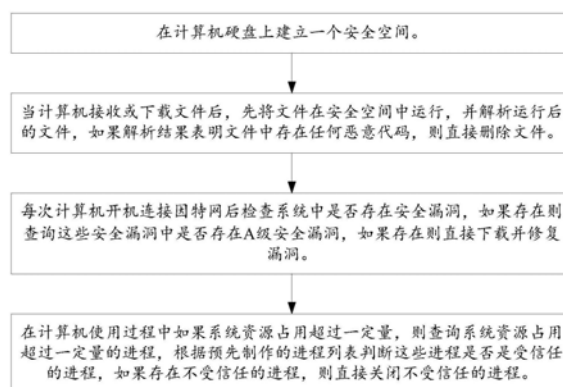 在计算机硬盘上建立一个安全空间。
当计算机接收或下载文件后，先将文件在安全空间中运行，并解析运行后
的文件，如果解析结果表明文件中存在任何恶意代码，则直接删除文件。
每次计算机开机连接因特网后检查系统中是否存在安全漏洞，如果存在则
查询这些安全漏洞中是否存在A级安全漏洞，如果存在则直接下载并修复
漏洞。
在计算机使用过程中如果系统资源占用超过一定量，则查询系统资源占用
超过一定量的进程，根据预先制作的进程列表判断这些进程是否是受信任
的进程，如果存在不受信任的进程，则直接关闭不受信任的进程。